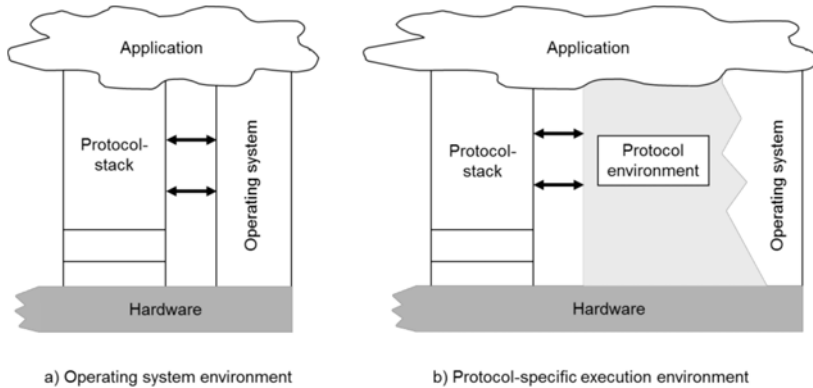 Application
Protocol-
stack
Operating system
Hardware
a) Operating system environment
Application
Protocol-
stack
Protocol
environment
Operating system
Hardware
b) Protocol-specific execution environment